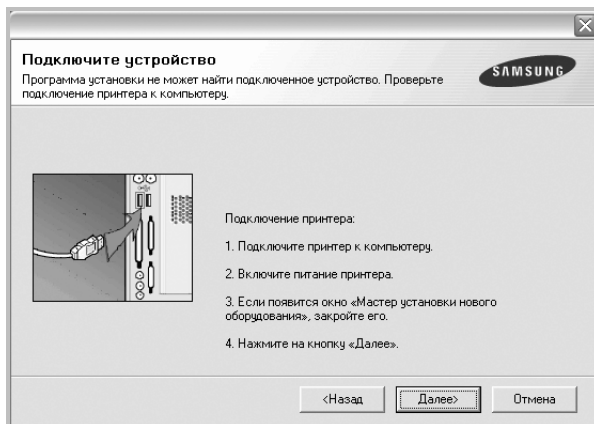 Подключите устройство
Программа установки не может найти подключенное устройство. Проверьте
подключение принтера к компьютеру.
SAMSUNG
Подключение принтера:
1. Подключите принтер к компьютеру.
2. Включите питание принтера.
3. Если появится окно «Мастер установки нового
оборудования», закройте его.
4. Нажмите на кнопку «Далее».
<Назад Далее> Отмена